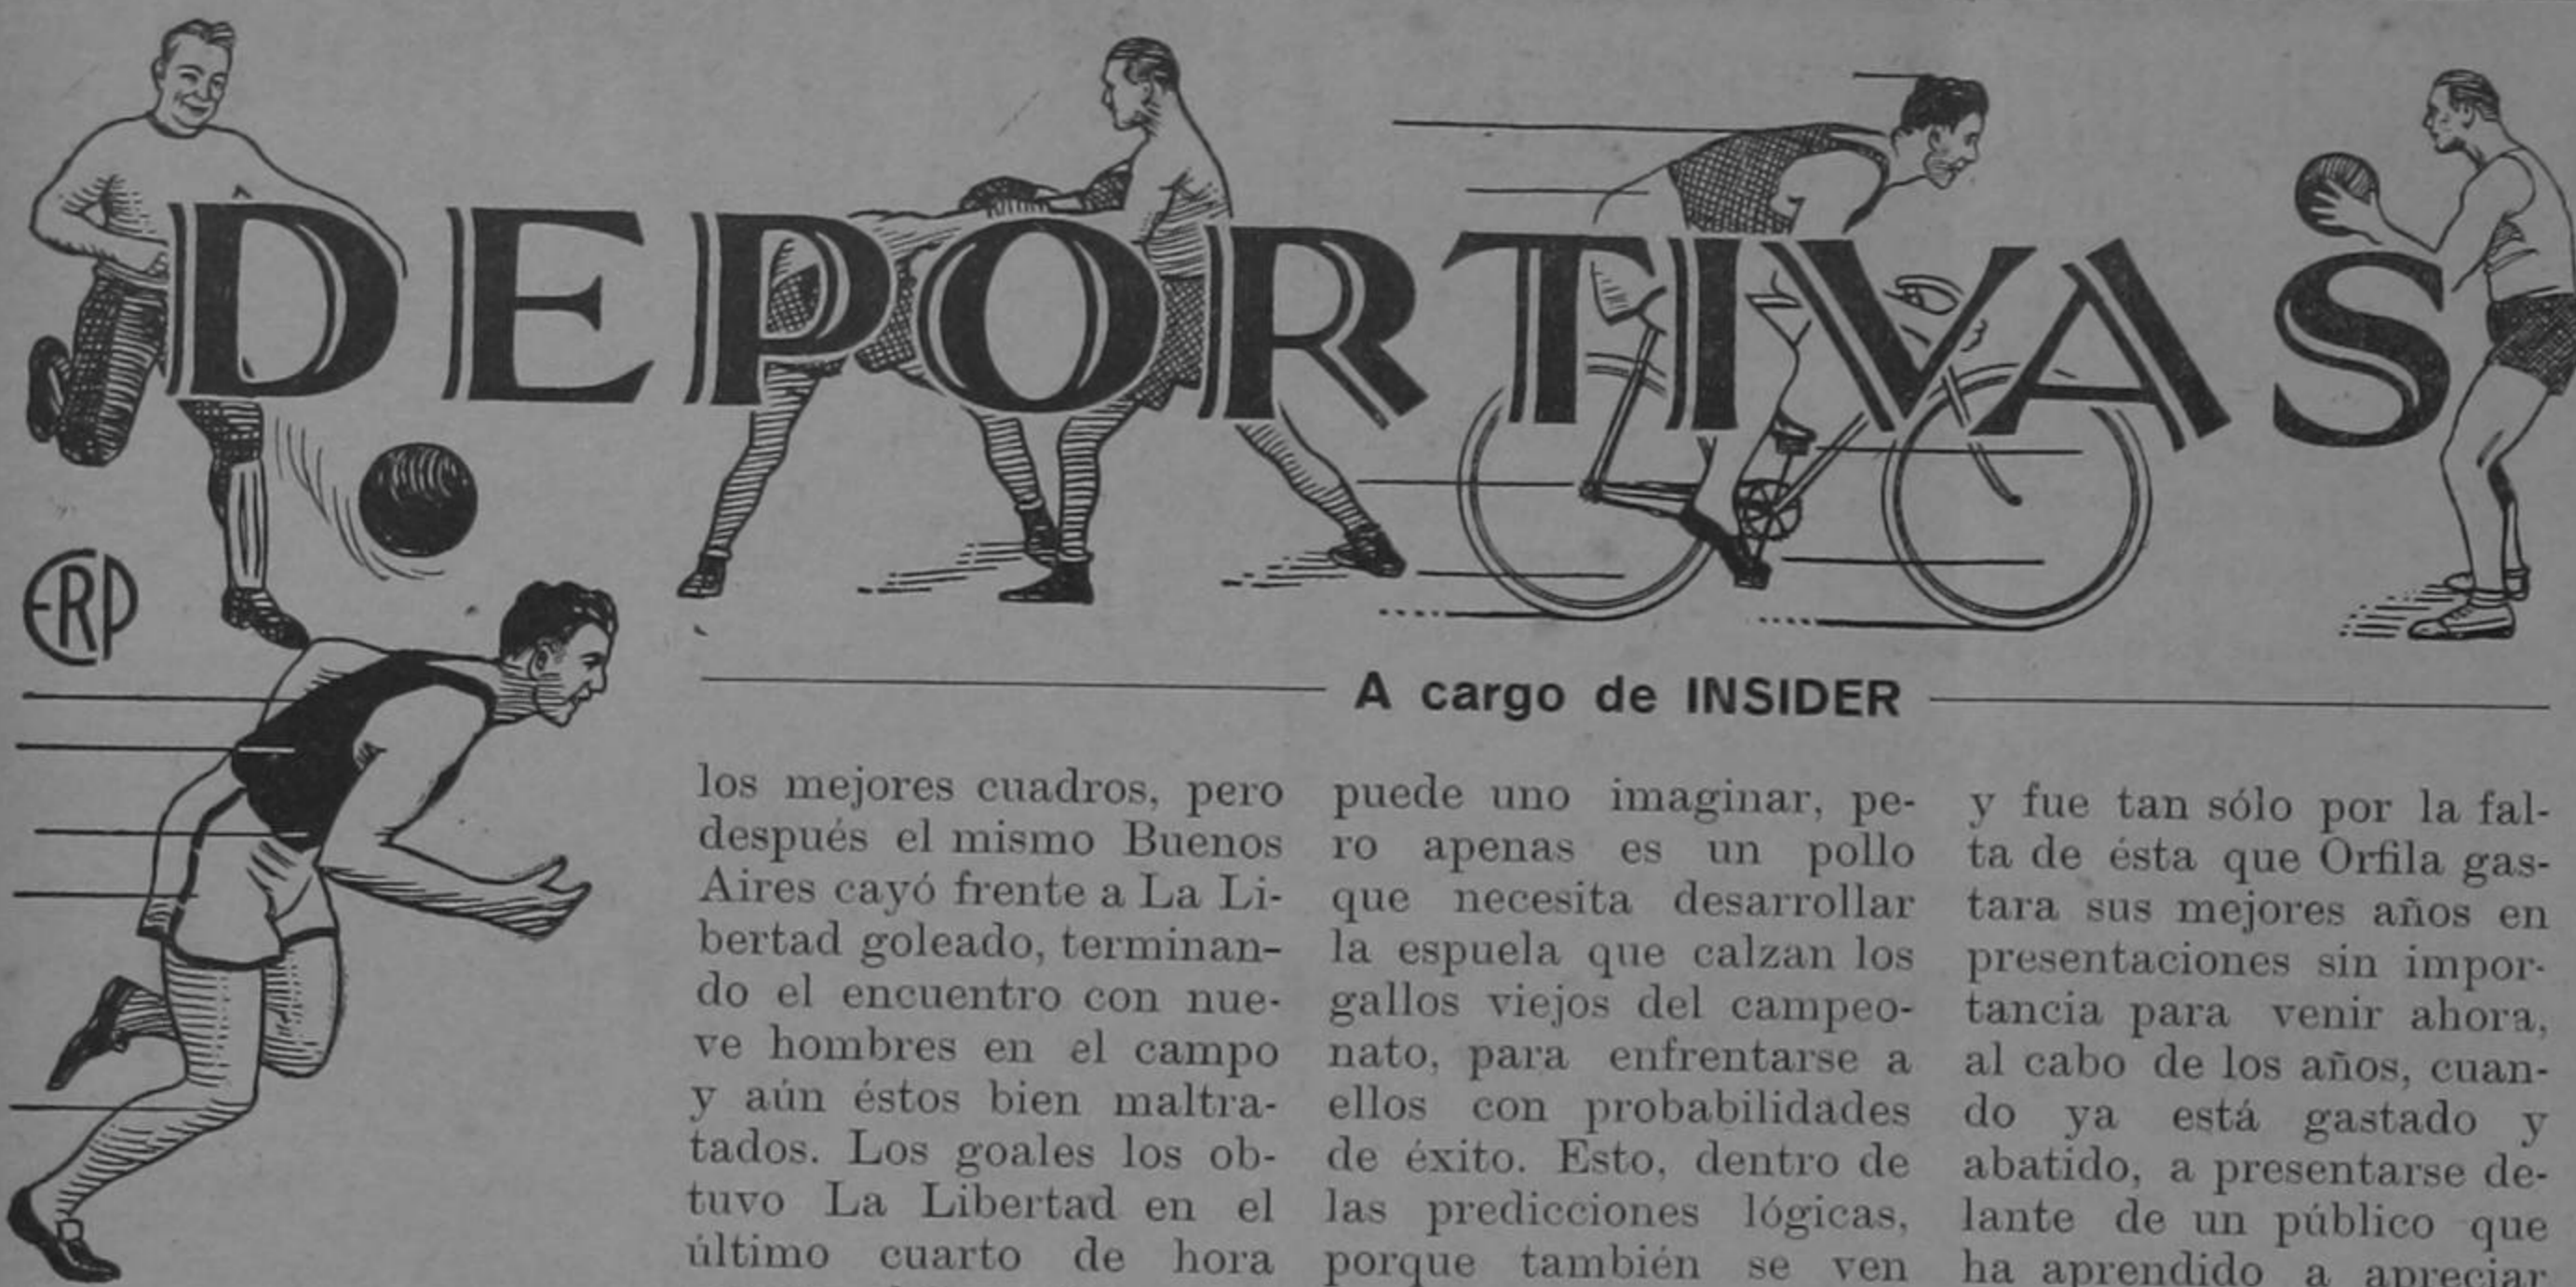 DEPORTIVAS
ERP
A cargo de INSIDER
los mejores cuadros, pero
después el mismo Buenos
Aires cayó frente a La Li-
bertad goleado, terminan-
do el encuentro con nue-
ve hombres en el campo
y aún éstos bien maltra-
tados. Los goales los ob-
tuvo La Libertad en el
último cuarto de hora
puede uno imaginar, pe-
ro apenas es un pollo
que necesita desarrollar
la espuela que calzan los
gallos viejos del campeo-
nato, para enfrentarse a
ellos con probabilidades
de éxito. Esto, dentro de
las predicciones lógicas,
porque también se ven
y fue tan sólo por la fal-
ta de ésta que Orfila gas-
tara sus mejores años en
presentaciones sin impor-
tancia para venir ahora,
al cabo de los años, cuan-
do ya está gastado y
abatido, a presentarse de-
lante de un público que
ha aprendido a apreciar